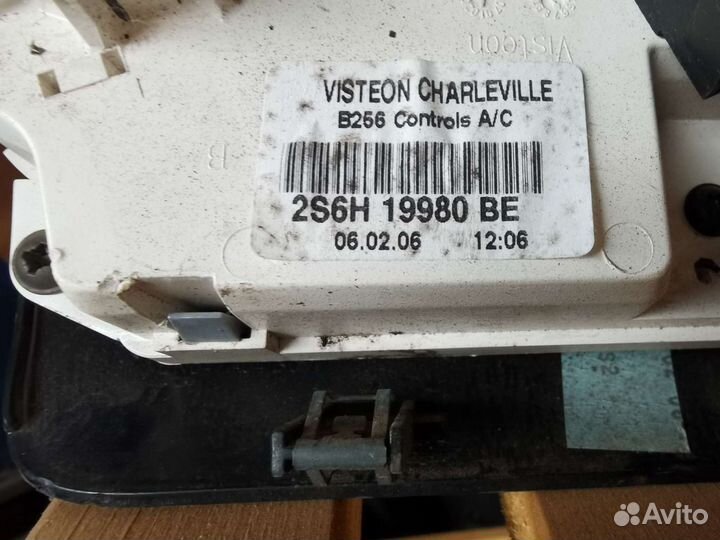 Visteon
VISTEON CHARLEVILLE
B256 Controls A/C
2S6H 19980 BE
06.02.06 12:06
Avito